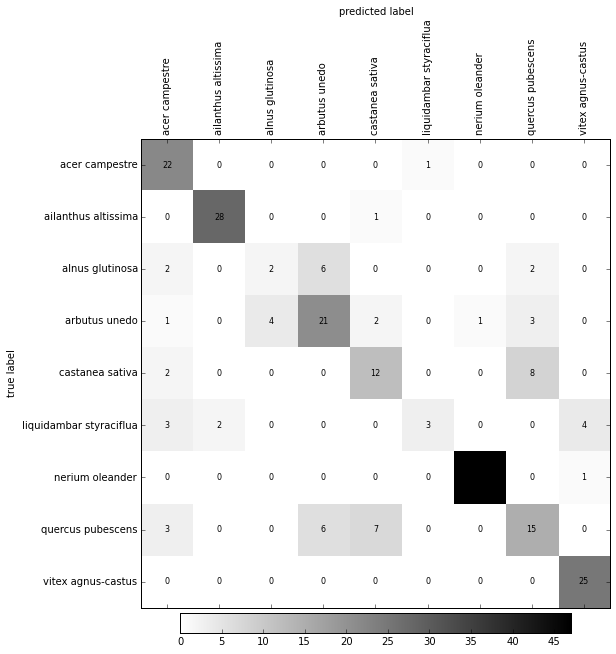 predicted label
acer campestre
ailanthus altissima
alnus glutinosa
arbutus unedo
castanea sativa
liquidambar styraciflua
nerium oleander
quercus pubescens
vitex agnus-castus
true label
acer campestre 22 0 0 0 0 1 0 0 0
ailanthus altissima 0 28 0 0 1 0 0 0 0
alnus glutinosa 2 0 2 6 0 0 0 2 0
arbutus unedo 1 0 4 21 2 0 1 3 0
castanea sativa 2 0 0 0 12 0 0 8 0
liquidambar styraciflua 3 2 0 0 0 3 0 0 4
nerium oleander 0 0 0 0 0 0 0 1
quercus pubescens 3 0 0 6 7 0 0 15 0
vitex agnus-castus 0 0 0 0 0 0 0 0 25
0 5 10 15 20 25 30 35 40 45